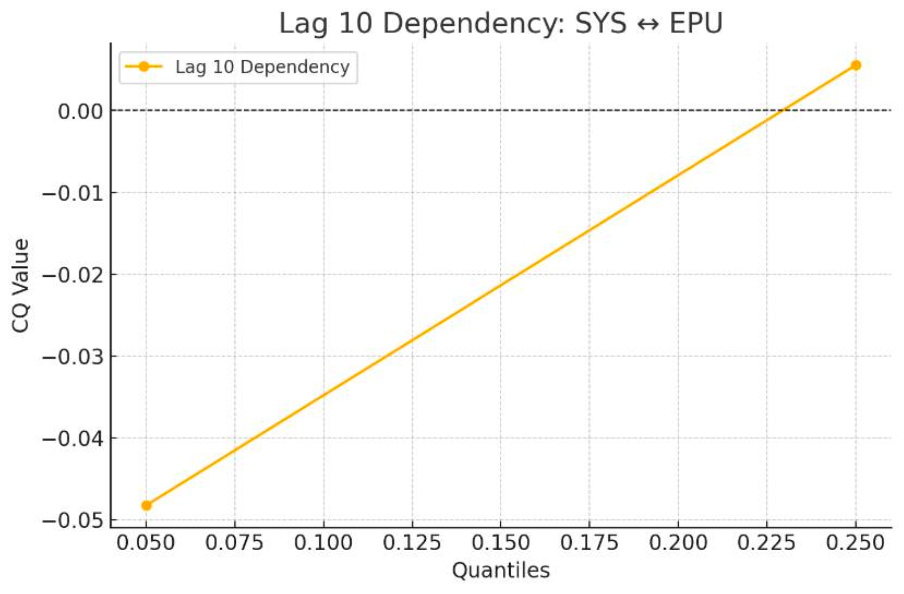 Lag 10 Dependency: SYS ↔ EPU
Lag 10 Dependency
0.00
−0.01
−0.02
−0.03
−0.04
−0.05
CQ Value
0.050 0.075 0.100 0.125 0.150 0.175 0.200 0.225 0.250
Quantiles